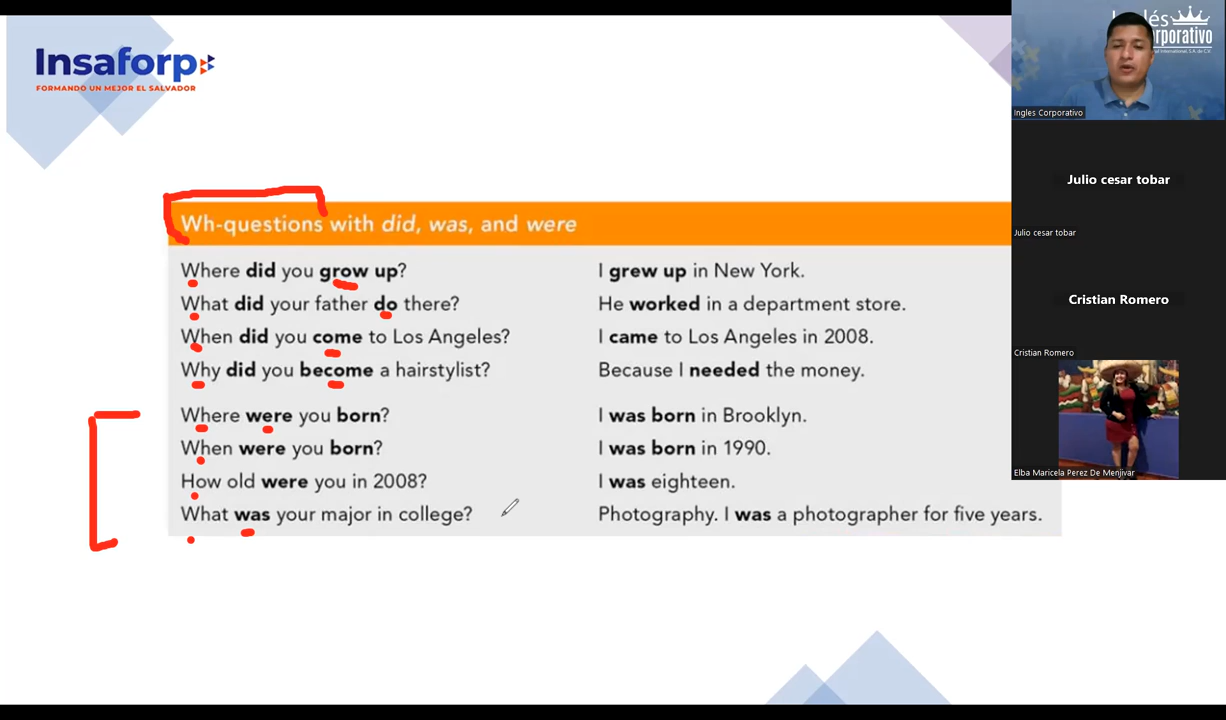 Insaforp
FORMANDO UN MEJOR EL SALVADOR
Wh-questions with did, was, and were
Where did you grow up? I grew up in New York.
What did your father do there? He worked in a department store.
When did you come to Los Angeles? I came to Los Angeles in 2008.
Why did you become a hairstylist? Because I needed the money.
Where were you born? I was born in Brooklyn.
When were you born? I was born in 1990.
How old were you in 2008? I was eighteen.
What was your major in college? Photography. I was a photographer for five years.
Ingles Corporativo
Julio cesar tobar
Julio cesar tobar
Cristian Romero
Cristian Romero
Elba Maricela Perez De Menjivar